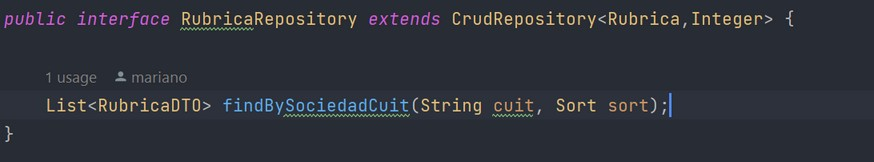 public interface RubricaRepository extends CrudRepository<Rubrica,Integer> {
1 usage mariano
List<RubricaDTO> findBySociedadCuit(String cuit, Sort sort);
}